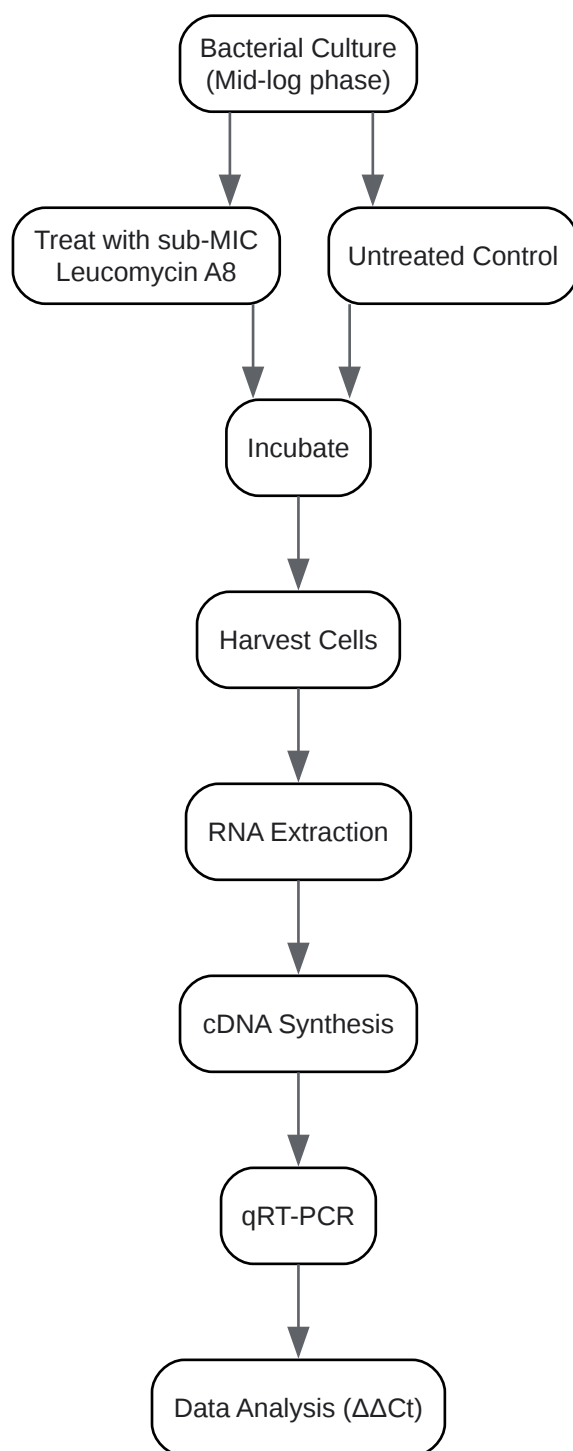 Bacterial Culture
(Mid-log phase)
Treat with sub-MIC
Leucomycin A8
Untreated Control
Incubate
Harvest Cells
RNA Extraction
cDNA Synthesis
qRT-PCR
Data Analysis (ΔΔCt)